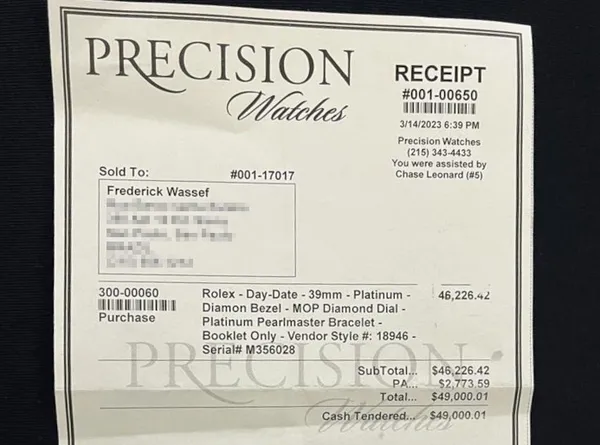 PRECISION
Watches
RECEIPT
#001-00650
3/14/2023 6:39 PM
Precision Watches
(215) 343-4433
You were assisted by
Chase Leonard (#5)
Sold To: #001-17017
Frederick Wassef
300-00060
Purchase
Rolex - Day-Date - 39mm - Platinum - 46,226.42
Diamon Bezel - MOP Diamond Dial -
Platinum Pearlmaster Bracelet -
Booklet Only - Vendor Style #: 18946 -
Serial# M356028
PRECISION
Watches
SubTotal... $46,226.42
PA... $2,773.59
Total... $49,000.01
Cash Tendered... $49,000.01